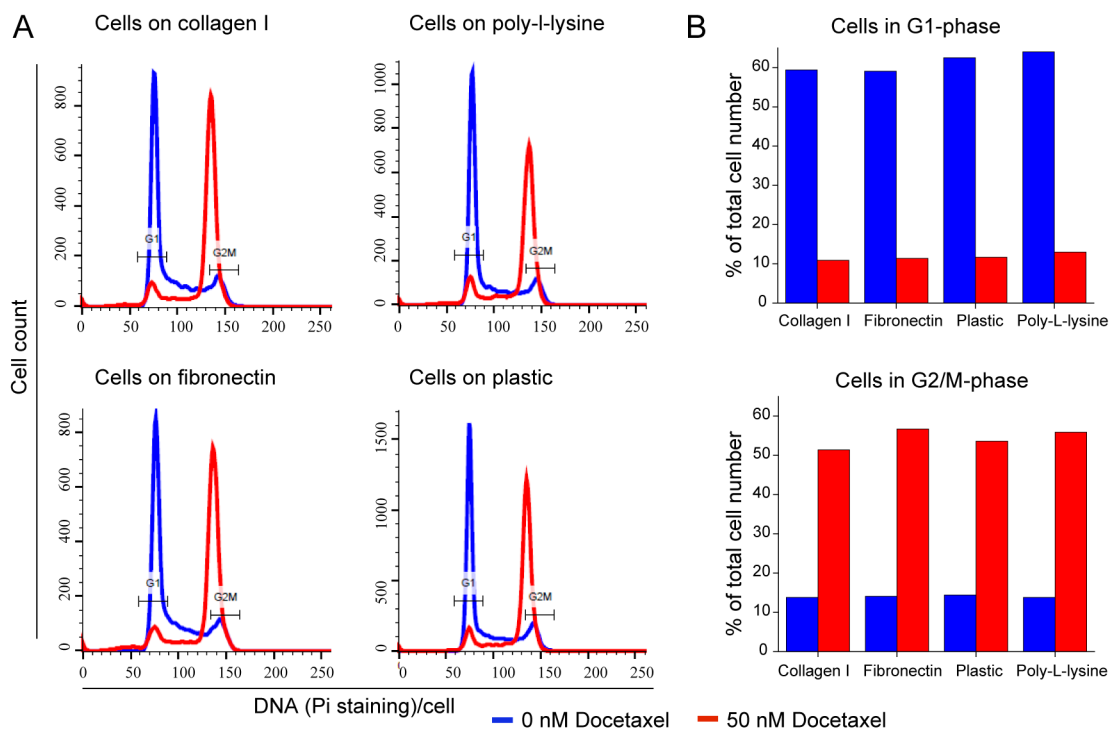 A
Cells on collagen I
Cells on poly-l-lysine
B
Cells in G1-phase
Cell count
800
600
400
200
0
G1
G2M
0 50 100 150 200 250
1000
800
600
400
200
0
G1
G2M
0 50 100 150 200 250
% of total cell number
60
50
40
30
20
10
0
Collagen I Fibronectin Plastic Poly-L-lysine
Cells on fibronectin
Cells on plastic
Cells in G2/M-phase
800
600
400
200
0
G1
G2M
0 50 100 150 200 250
1500
1000
500
0
G1
G2M
0 50 100 150 200 250
% of total cell number
60
50
40
30
20
10
0
Collagen I Fibronectin Plastic Poly-L-lysine
DNA (Pi staining)/cell
0 nM Docetaxel 50 nM Docetaxel